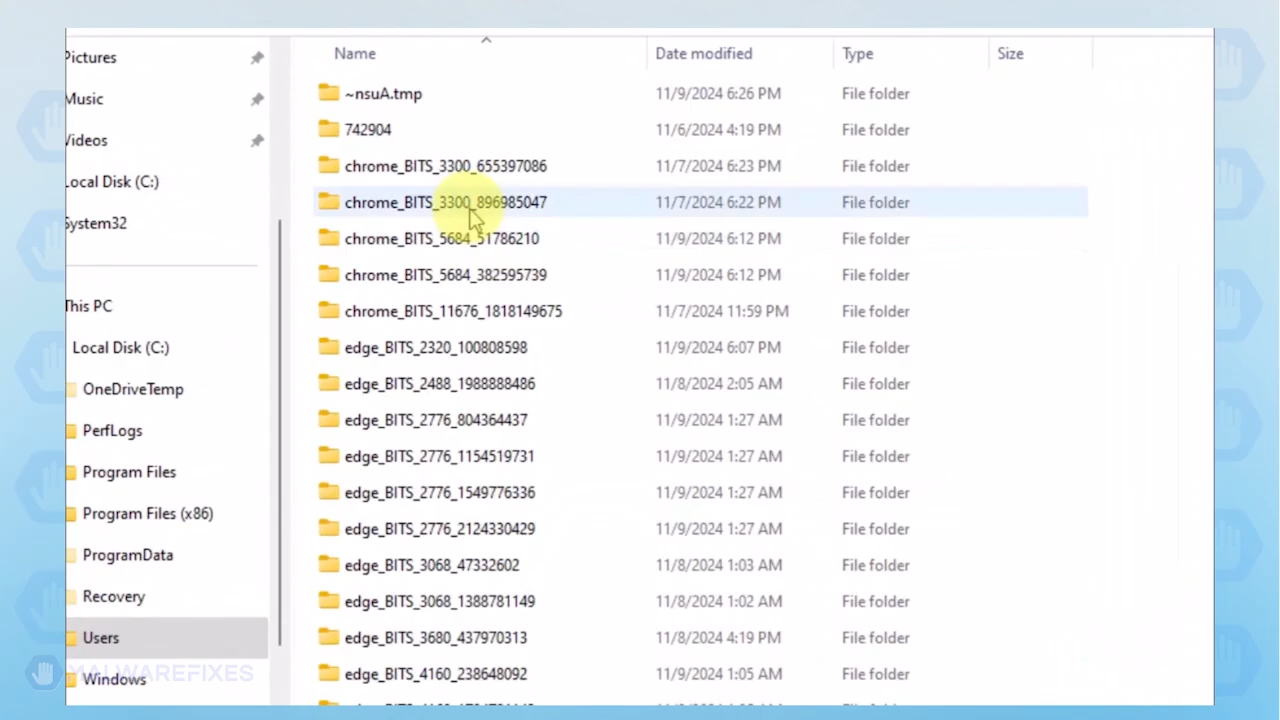 Pictures
Music
Videos
Local Disk (C:)
System32
This PC
Local Disk (C:)
OneDriveTemp
PerfLogs
Program Files
Program Files (x86)
ProgramData
Recovery
Users
Windows
MALWAREFIXES
Name Date modified Type Size
~nsuA.tmp 11/9/2024 6:26 PM File folder
742904 11/6/2024 4:19 PM File folder
chrome_BITS_3300_655397086 11/7/2024 6:23 PM File folder
chrome_BITS_3300_896985047 11/7/2024 6:22 PM File folder
chrome_BITS_5684_51786210 11/9/2024 6:12 PM File folder
chrome_BITS_5684_382595739 11/9/2024 6:12 PM File folder
chrome_BITS_11676_1818149675 11/7/2024 11:59 PM File folder
edge_BITS_2320_100808598 11/9/2024 6:07 PM File folder
edge_BITS_2488_1988888486 11/8/2024 2:05 AM File folder
edge_BITS_2776_804364437 11/9/2024 1:27 AM File folder
edge_BITS_2776_1154519731 11/9/2024 1:27 AM File folder
edge_BITS_2776_1549776336 11/9/2024 1:27 AM File folder
edge_BITS_2776_2124330429 11/9/2024 1:27 AM File folder
edge_BITS_3068_47332602 11/8/2024 1:03 AM File folder
edge_BITS_3068_1388781149 11/8/2024 1:02 AM File folder
edge_BITS_3680_437970313 11/8/2024 4:19 PM File folder
edge_BITS_4160_238648092 11/9/2024 1:05 AM File folder